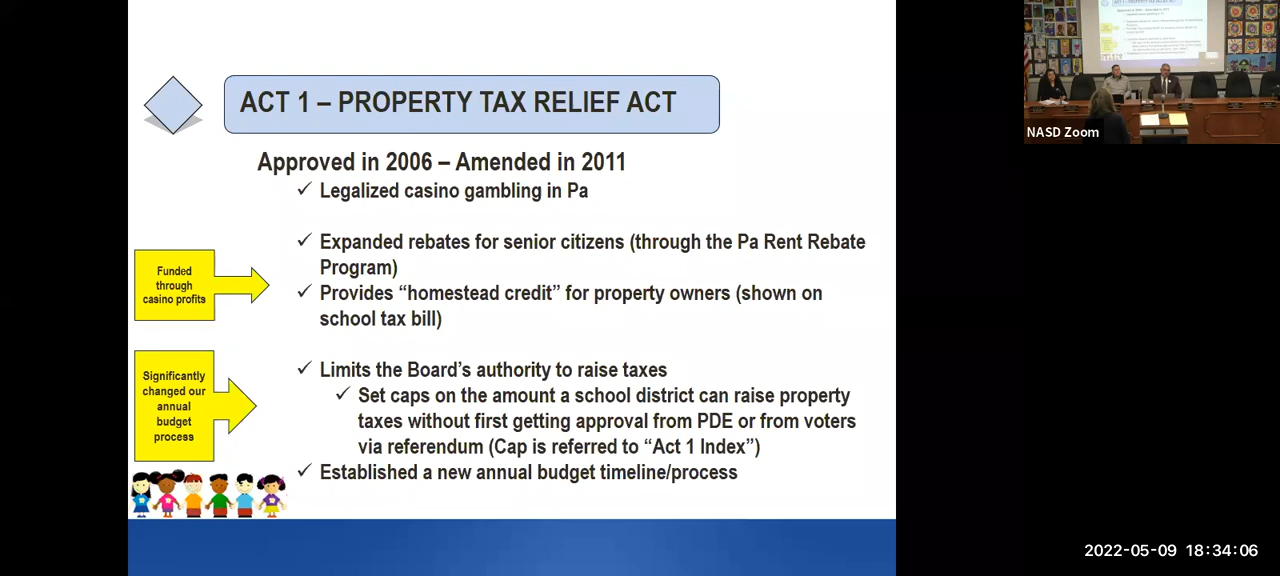 ACT 1 – PROPERTY TAX RELIEF ACT
Approved in 2006 – Amended in 2011
✓ Legalized casino gambling in Pa
✓ Expanded rebates for senior citizens (through the Pa Rent Rebate
Program)
✓ Provides “homestead credit” for property owners (shown on
school tax bill)
Funded
through
casino profits
✓ Limits the Board’s authority to raise taxes
✓ Set caps on the amount a school district can raise property
taxes without first getting approval from PDE or from voters
via referendum (Cap is referred to “Act 1 Index”)
✓ Established a new annual budget timeline/process
Significantly
changed our
annual
budget
process
NASD Zoom
2022-05-09 18:34:06